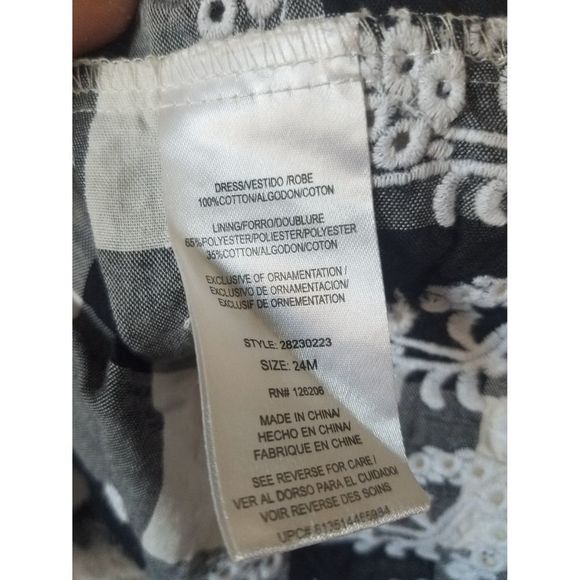 DRESS/VESTIDO /ROBE
100%COTTON/ALGODON/COTON
LINING/FORRO/DOUBLURE
65%POLYESTER/POLIESTER/POLYESTER
35%COTTON/ALGODON/COTON
EXCLUSIVE OF ORNAMENTATION /
EXCLUSIVO DE ORNAMENTACION/
EXCLUSIF DE ORNEMENTATION
STYLE: 28230223
SIZE: 24M
RN# 126206
MADE IN CHINA/
HECHO EN CHINA/
FABRIQUE EN CHINE
SEE REVERSE FOR CARE /
VER AL DORSO PARA EL CUIDADO/
VOIR REVERSE DES SOINS
UPC# 813514465984